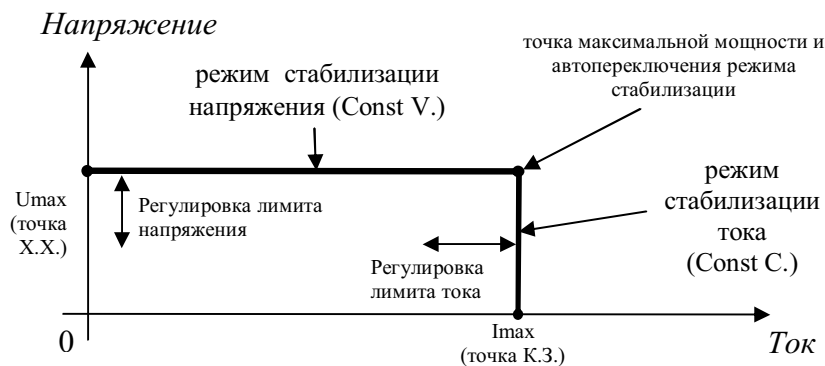 Напряжение
режим стабилизации
напряжения (Const V.)
точка максимальной мощности и
автопереключения режима
стабилизации
Umax
(точка
Х.Х.)
Регулировка лимита
напряжения
Регулировка
лимита тока
режим
стабилизации
тока
(Const C.)
0
Imax
(точка К.З.)
Ток